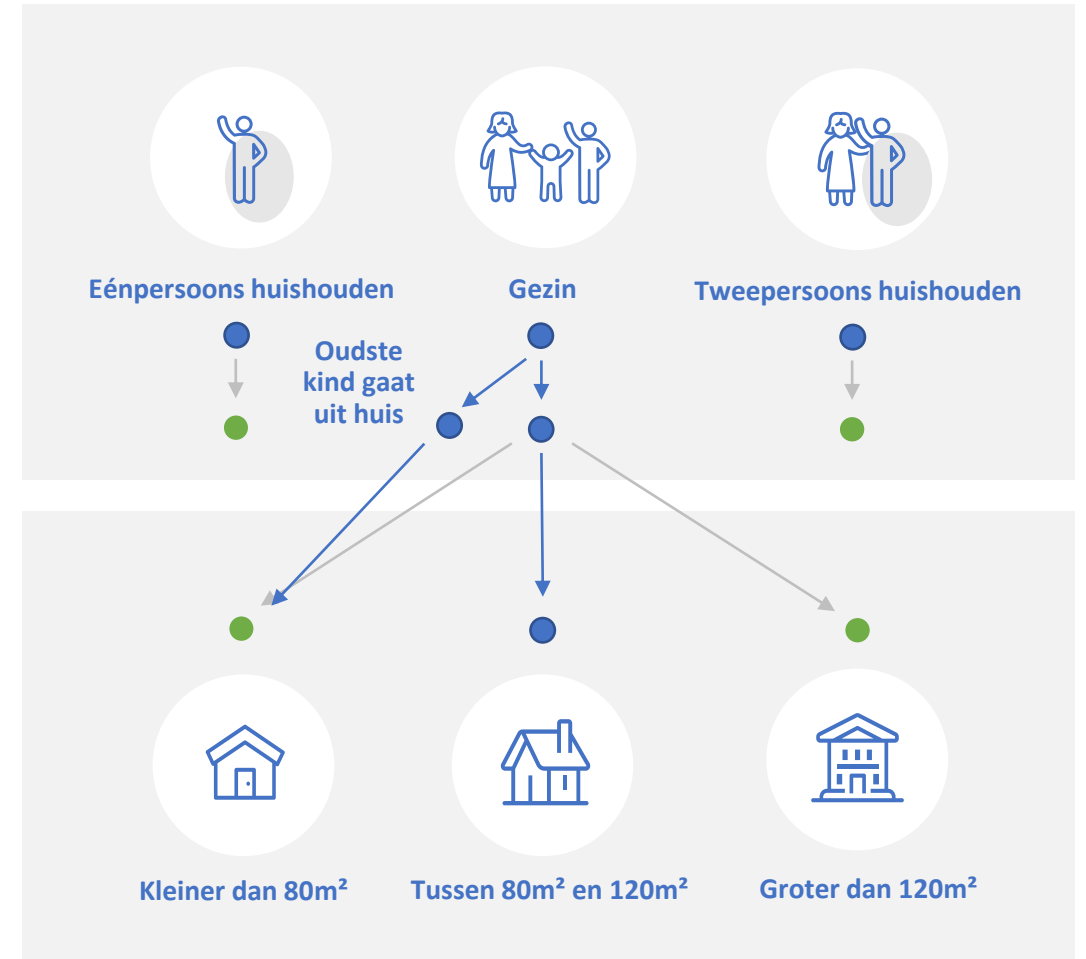 Eénpersoons huishouden
Gezin
Tweepersoons huishouden
Oudste
kind gaat
uit huis
Kleiner dan 80m²
Tussen 80m² en 120m²
Groter dan 120m²